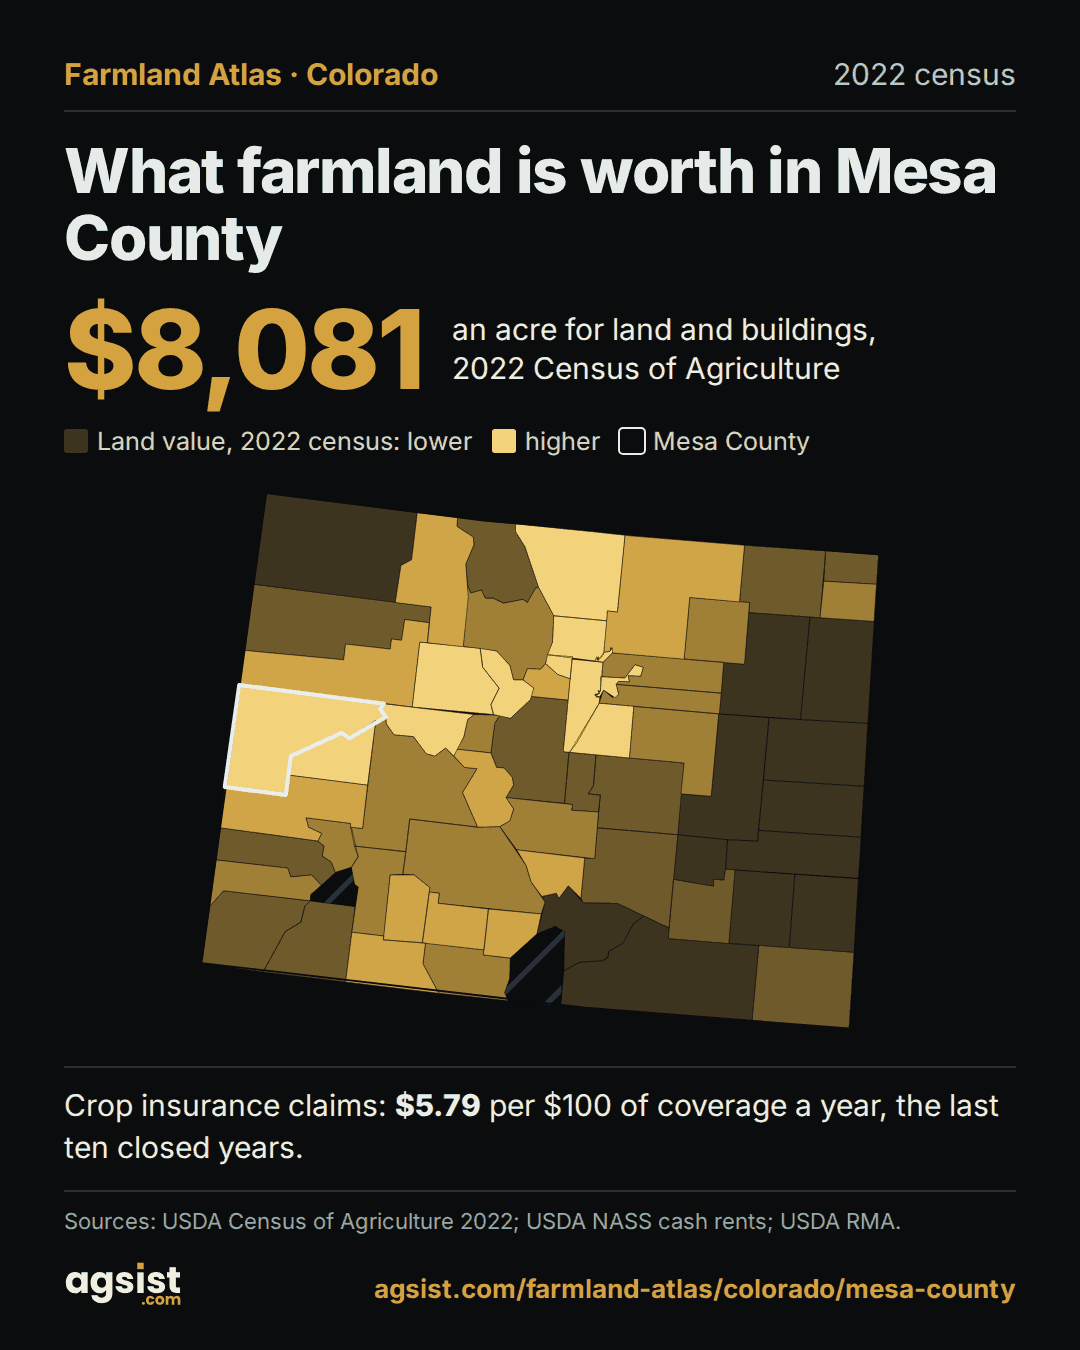 Farmland Atlas · Colorado
2022 census
What farmland is worth in Mesa
County
$8,081
an acre for land and buildings,
2022 Census of Agriculture
Land value, 2022 census: lower
higher
Mesa County
Crop insurance claims: $5.79 per $100 of coverage a year, the last
ten closed years.
Sources: USDA Census of Agriculture 2022; USDA NASS cash rents; USDA RMA.
agsist
.com
agsist.com/farmland-atlas/colorado/mesa-county